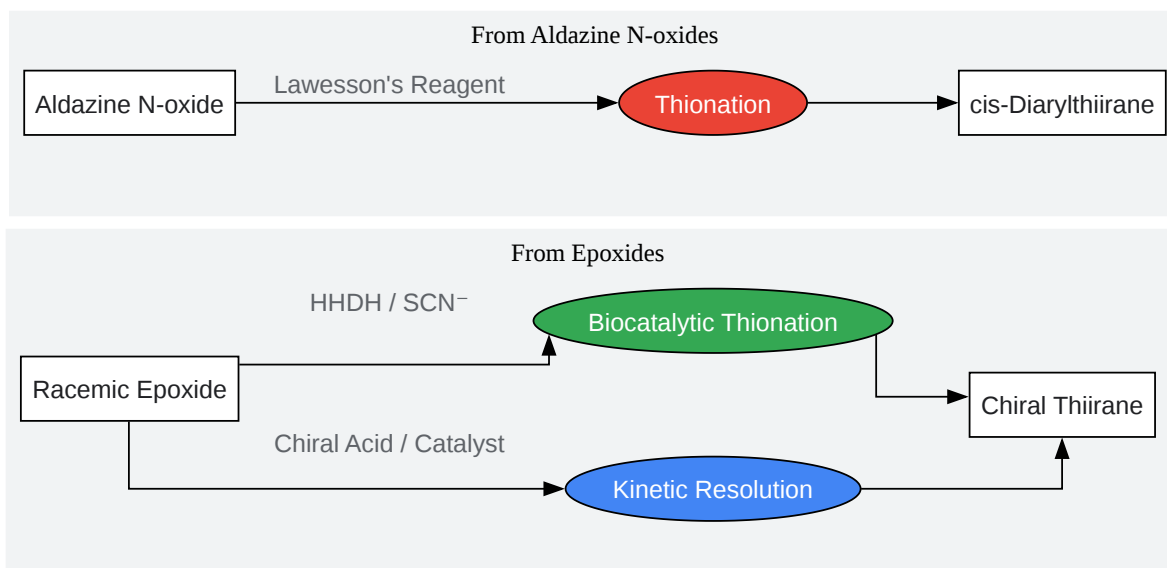 From Aldazine N-oxides
Aldazine N-oxide
Lawesson's Reagent
Thionation
cis-Diarylthiirane
From Epoxides
HHDH / SCN⁻
Biocatalytic Thionation
Racemic Epoxide
Chiral Thiirane
Chiral Acid / Catalyst
Kinetic Resolution